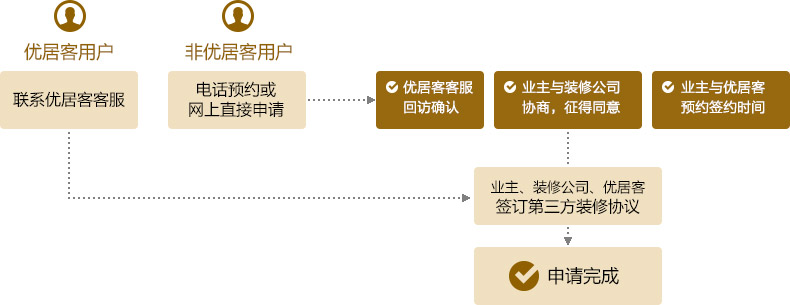 优居客用户
非优居客用户
联系优居客客服
电话预约或
网上直接申请
优居客客服
回访确认
业主与装修公司
协商，征得同意
业主与优居客
预约签约时间
业主、装修公司、优居客
签订第三方装修协议
申请完成